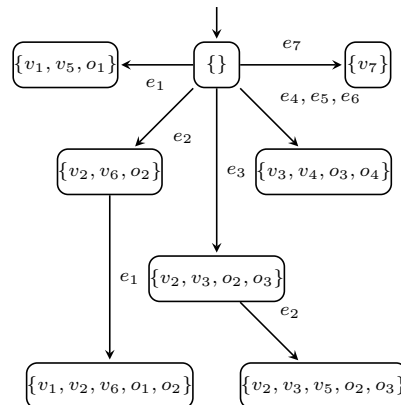 {v₁, v₅, o₁}
e₁
{}
e₇
{v₇}
e₂
e₄, e₅, e₆
{v₂, v₆, o₂}
e₃
{v₃, v₄, o₃, o₄}
e₁
{v₂, v₃, o₂, o₃}
e₂
{v₁, v₂, v₆, o₁, o₂}
{v₂, v₃, v₅, o₂, o₃}